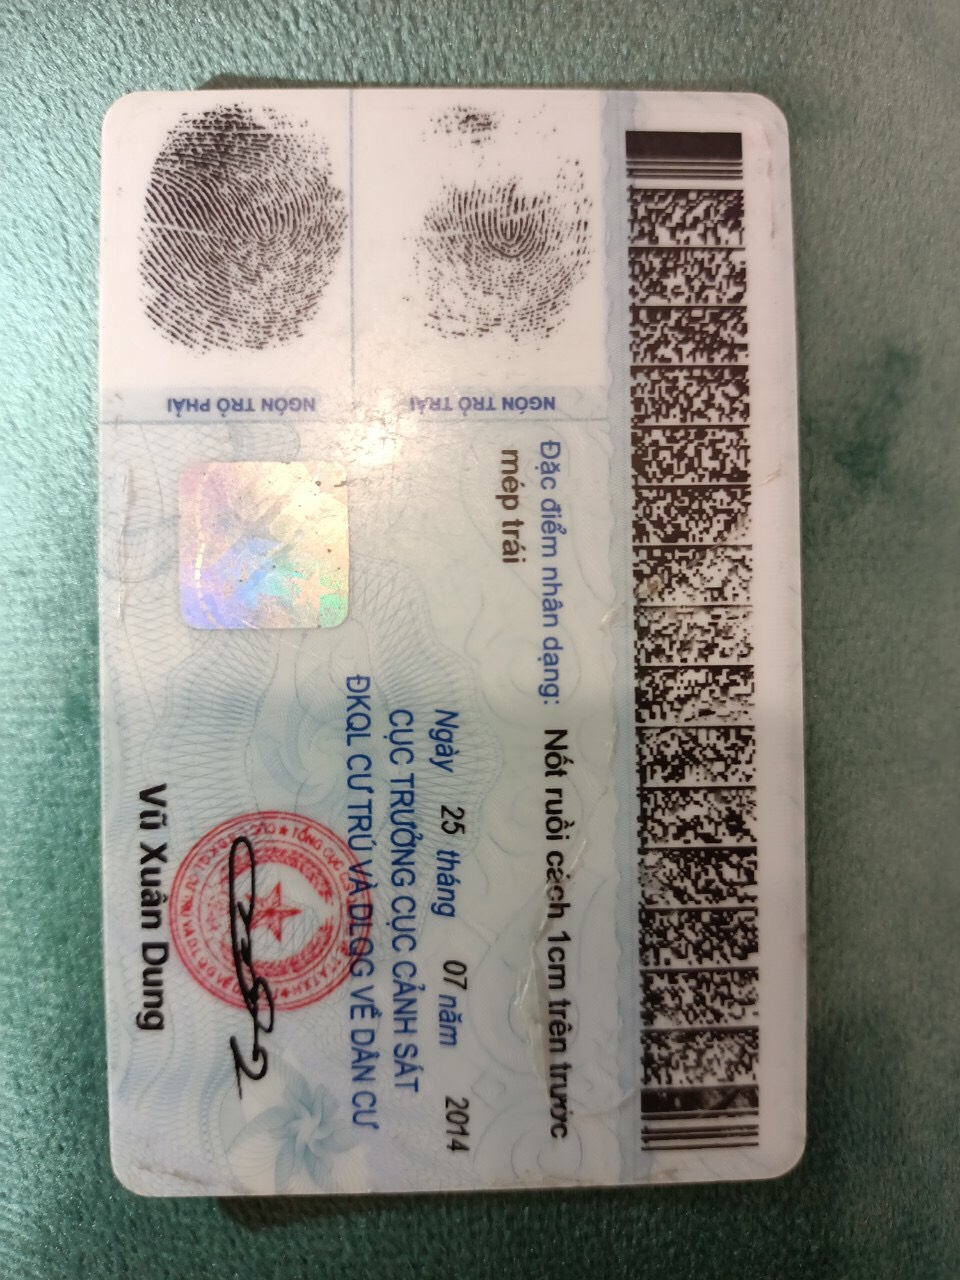 Đặc điểm nhân dạng: Nốt ruồi cách 1cm trên trước
mép trái
NGÓN TRỎ TRÁI
NGÓN TRỎ PHẢI
Ngày 25 tháng 07 năm 2014
CỤC TRƯỞNG CỤC CẢNH SÁT
ĐKQL CƯ TRÚ VÀ DLQG VỀ DÂN CƯ
TỔNG CỤC
Vũ Xuân Dung